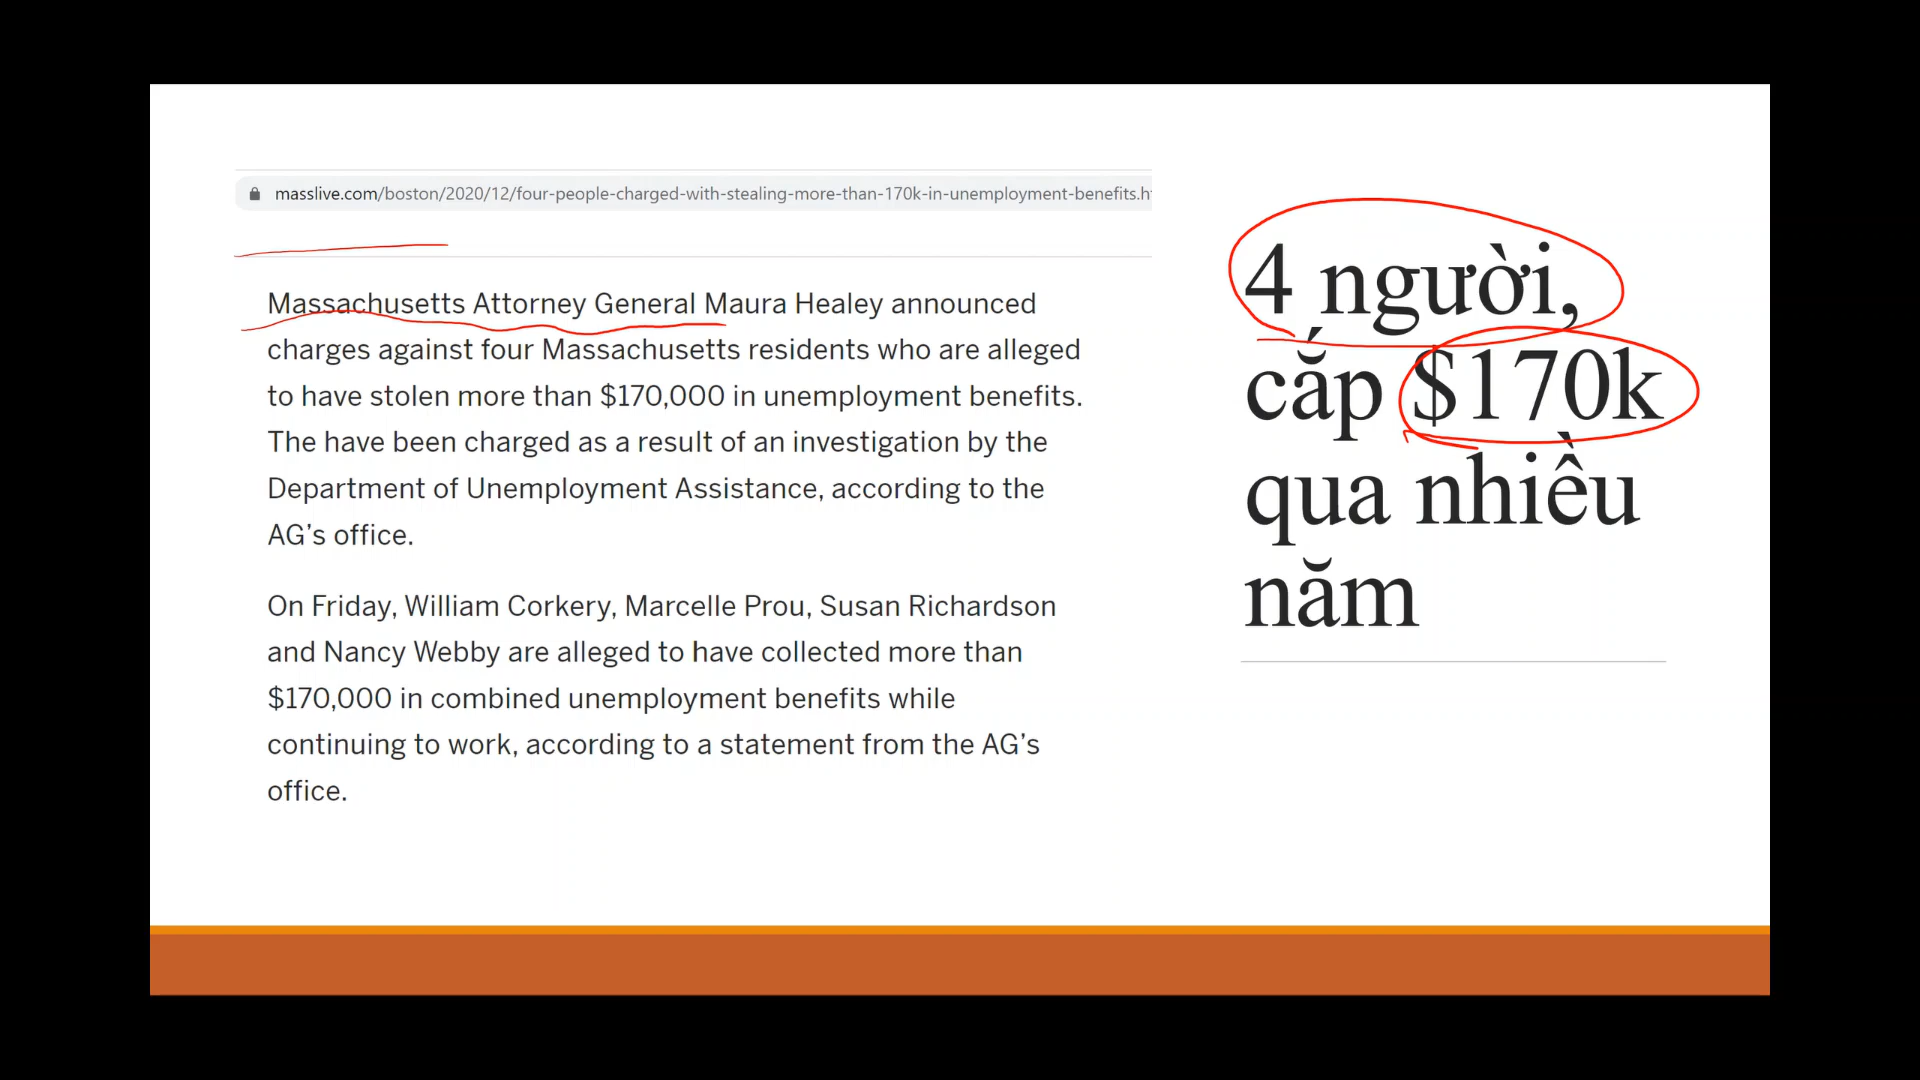 masslive.com/boston/2020/12/four-people-charged-with-stealing-more-than-170k-in-unemployment-benefits.h
Massachusetts Attorney General Maura Healey announced
charges against four Massachusetts residents who are alleged
to have stolen more than $170,000 in unemployment benefits.
The have been charged as a result of an investigation by the
Department of Unemployment Assistance, according to the
AG’s office.
On Friday, William Corkery, Marcelle Prou, Susan Richardson
and Nancy Webby are alleged to have collected more than
$170,000 in combined unemployment benefits while
continuing to work, according to a statement from the AG’s
office.
4 người,
cắp $170k
qua nhiều
năm